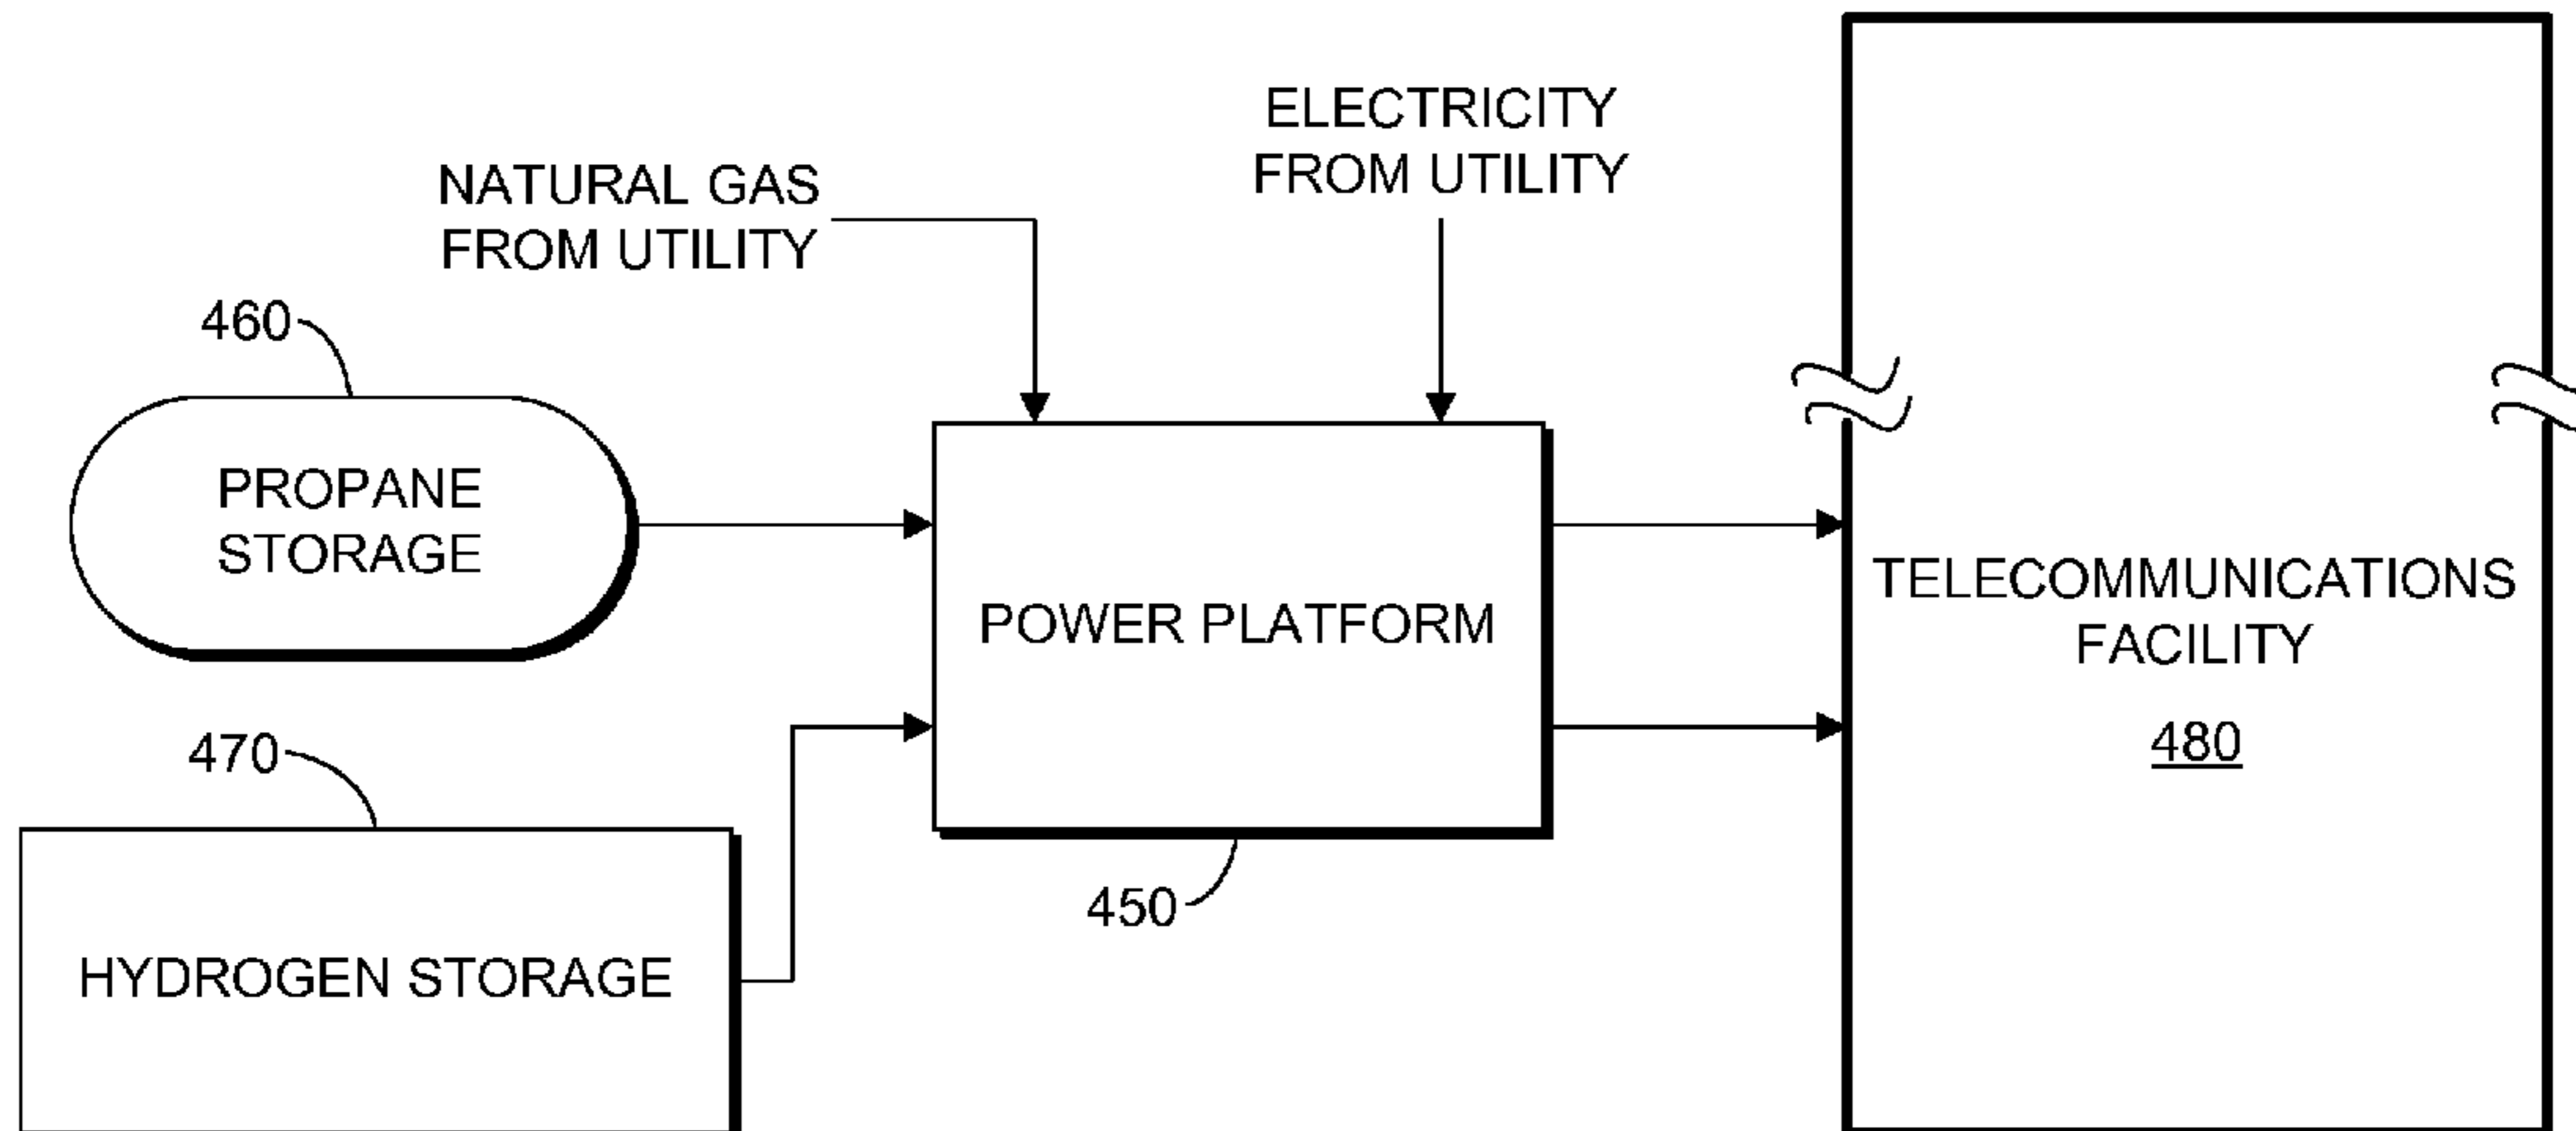 ELECTRICITY
FROM UTILITY
NATURAL GAS
FROM UTILITY
460
PROPANE
STORAGE
POWER PLATFORM
TELECOMMUNICATIONS
FACILITY
480
470
450
HYDROGEN STORAGE